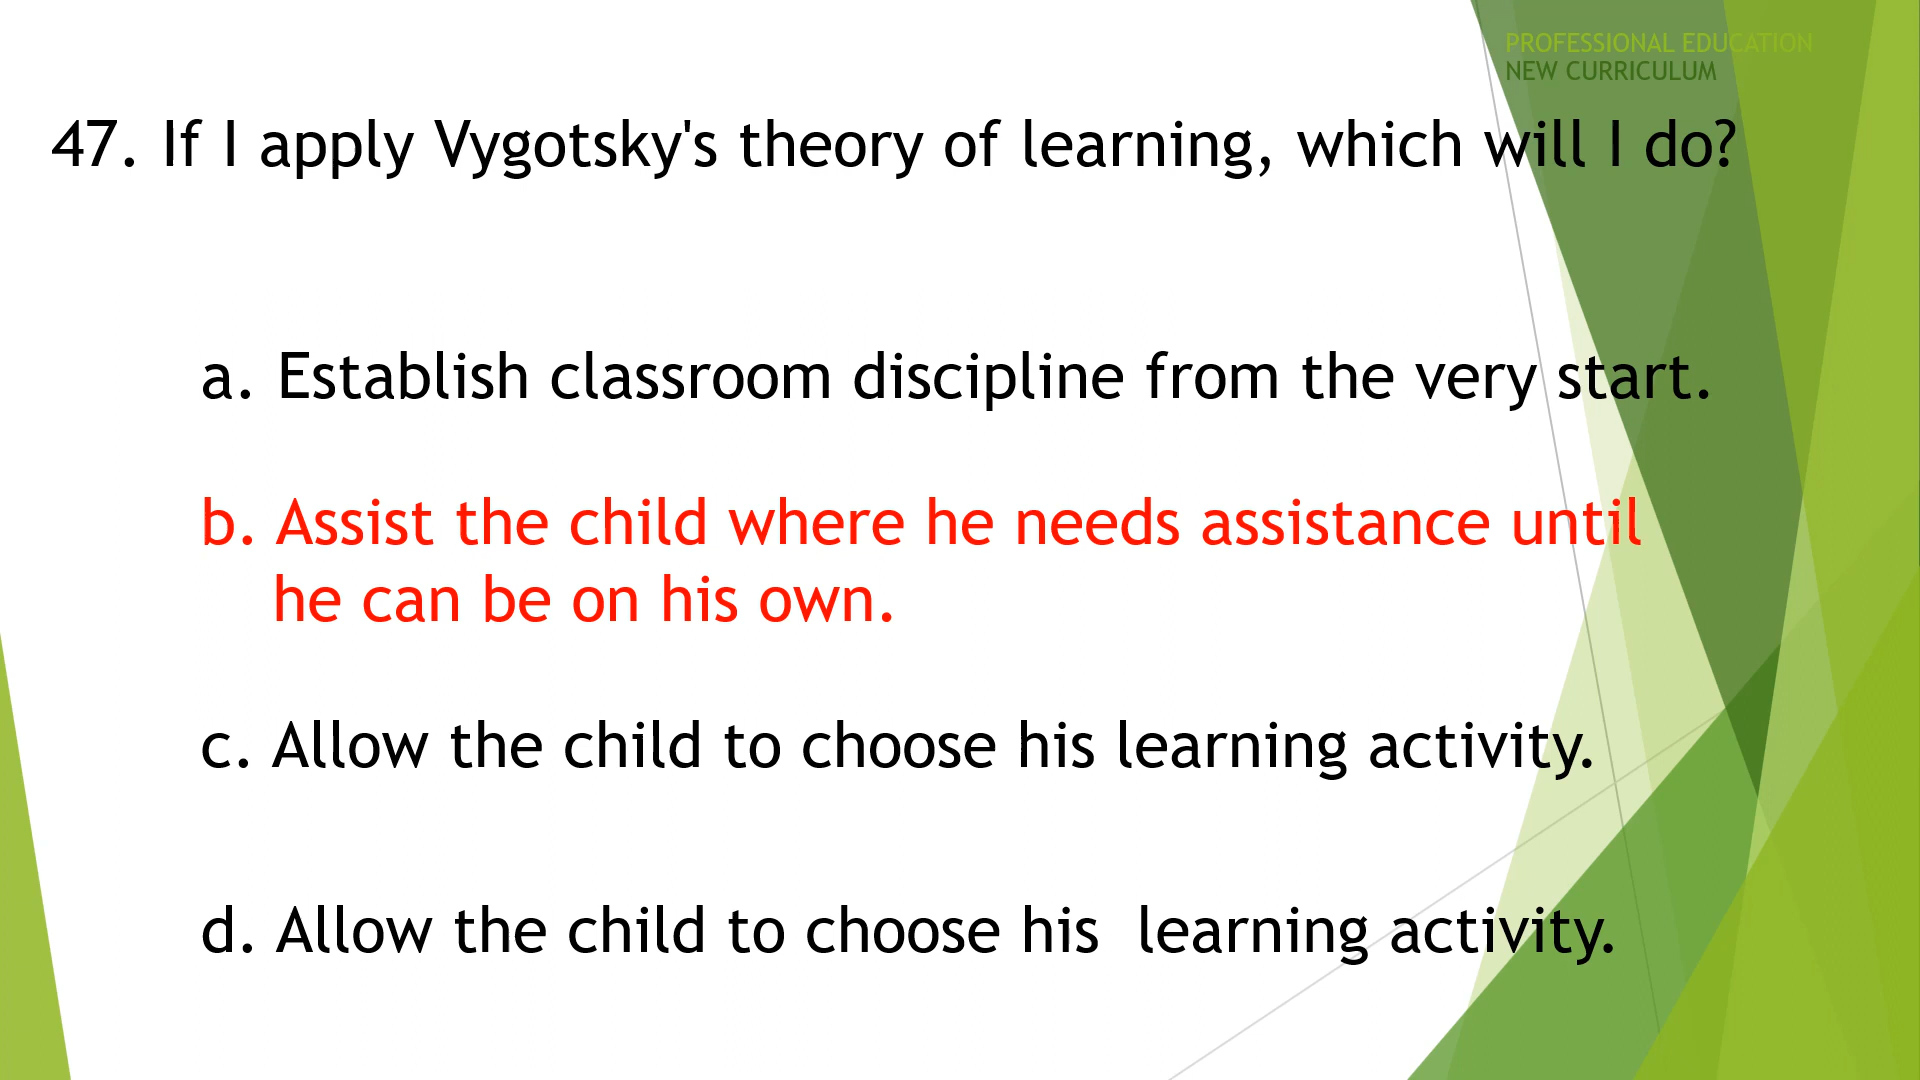 PROFESSIONAL EDUCATION
NEW CURRICULUM
47. If I apply Vygotsky's theory of learning, which will I do?
a. Establish classroom discipline from the very start.
b. Assist the child where he needs assistance until
he can be on his own.
c. Allow the child to choose his learning activity.
d. Allow the child to choose his  learning activity.